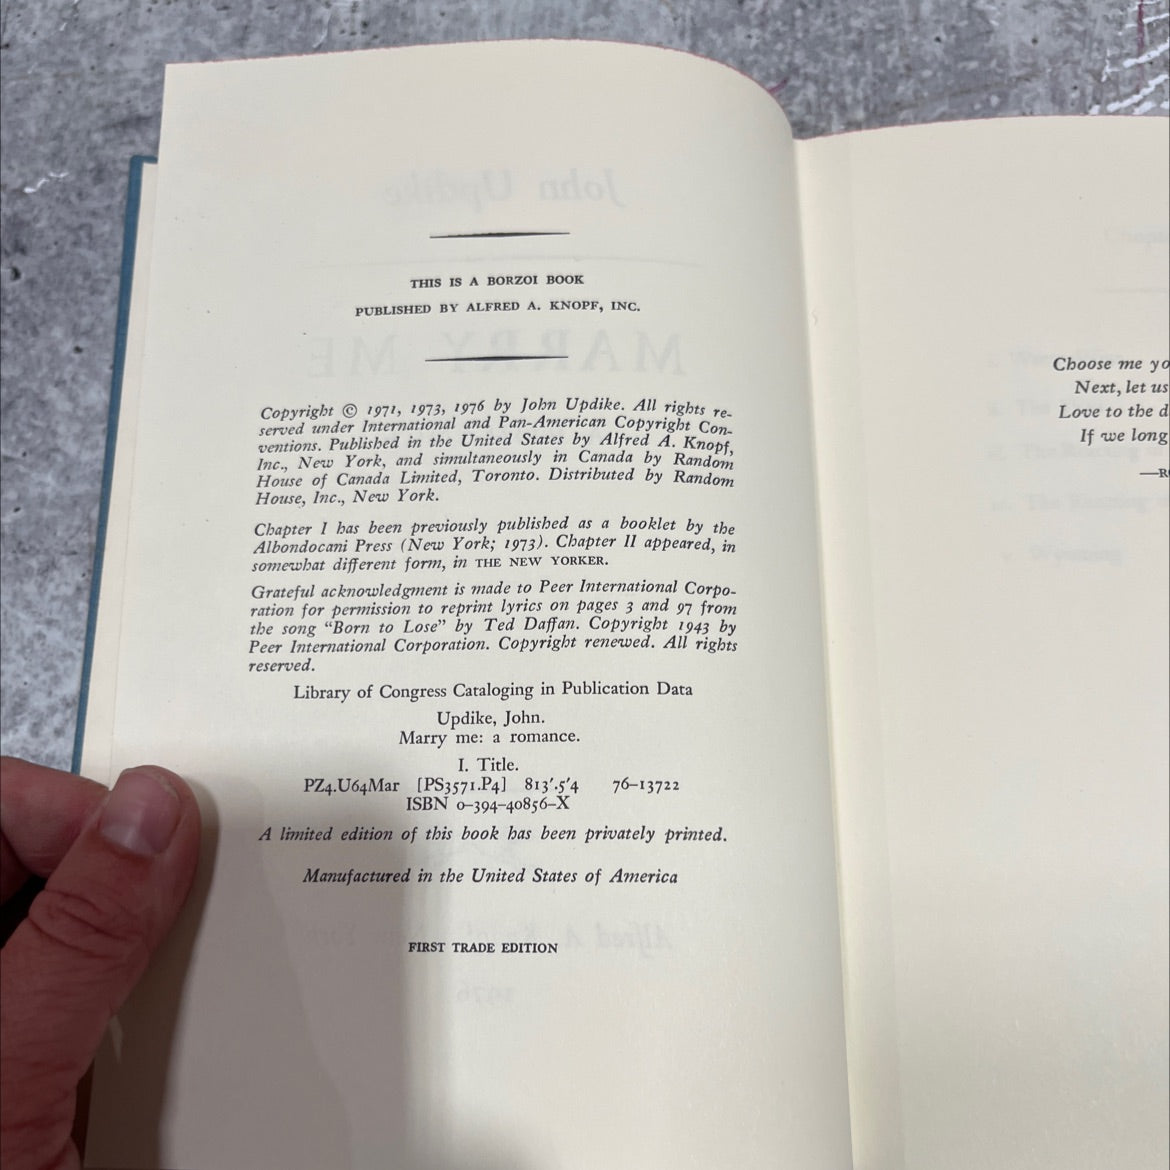 THIS IS A BORZOI BOOK
PUBLISHED BY ALFRED A. KNOPF, INC.
Copyright © 1971, 1973, 1976 by John Updike. All rights re-
served under International and Pan-American Copyright Con-
ventions. Published in the United States by Alfred A. Knopf,
Inc., New York, and simultaneously in Canada by Random
House of Canada Limited, Toronto. Distributed by Random
House, Inc., New York.
Chapter I has been previously published as a booklet by the
Albondocani Press (New York; 1973). Chapter II appeared, in
somewhat different form, in THE NEW YORKER.
Grateful acknowledgment is made to Peer International Corpo-
ration for permission to reprint lyrics on pages 3 and 97 from
the song “Born to Lose” by Ted Daffan. Copyright 1943 by
Peer International Corporation. Copyright renewed. All rights
reserved.
Library of Congress Cataloging in Publication Data
Updike, John.
Marry me: a romance.
I. Title.
PZ4.U64Mar [PS3571.P4] 813'.5'4 76–13722
ISBN 0–394–40856–X
A limited edition of this book has been privately printed.
Manufactured in the United States of America
FIRST TRADE EDITION
Choose me yo
Next, let us
Love to the d
If we long